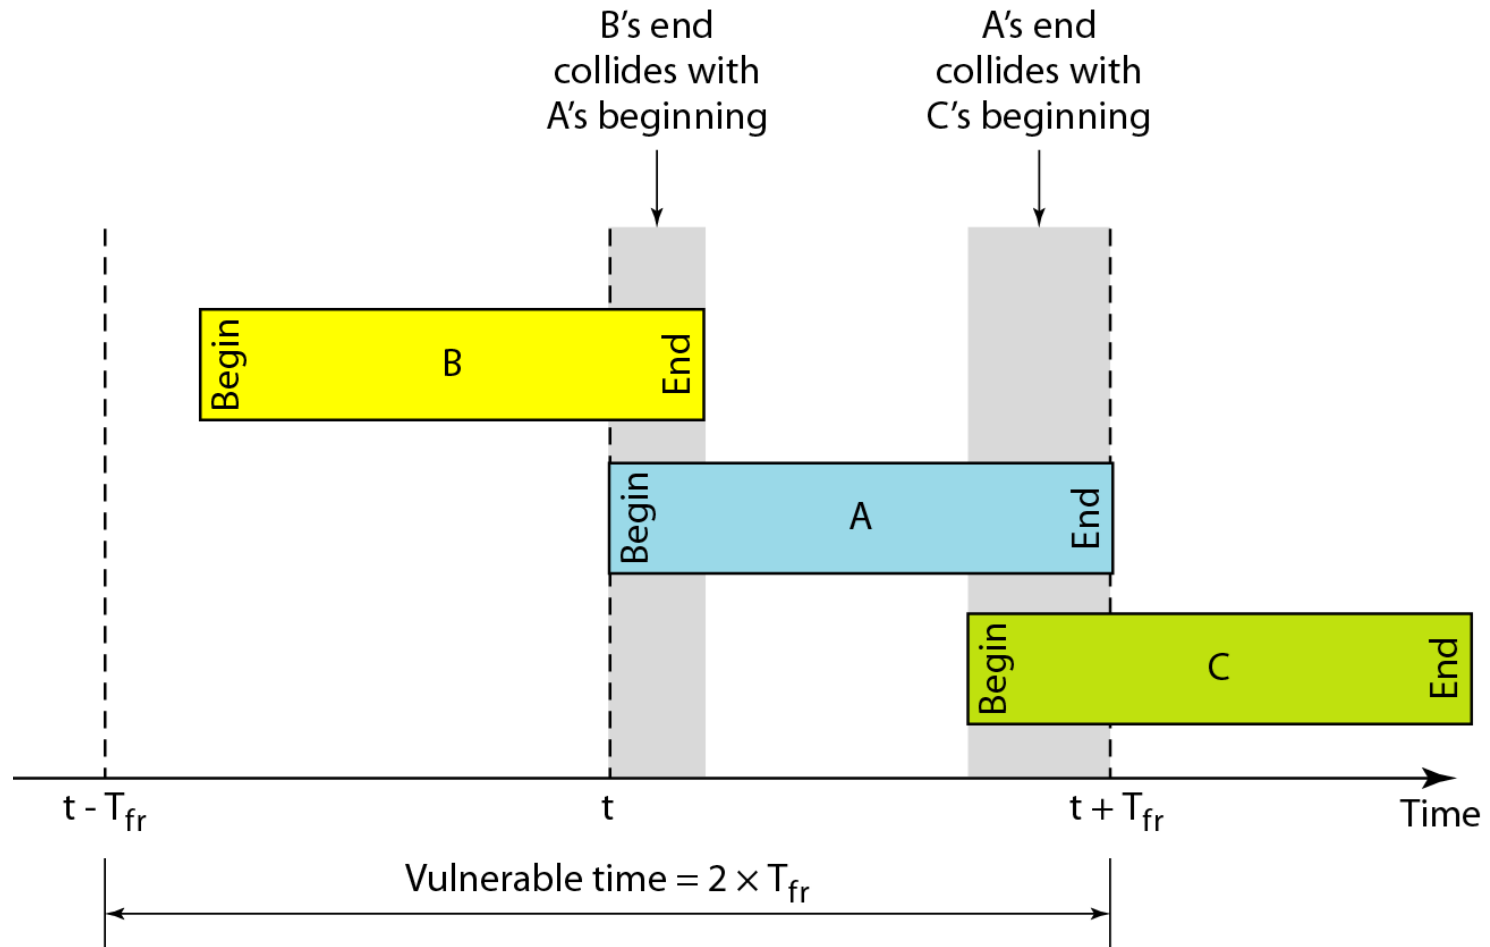 B's end
collides with
A's beginning
A's end
collides with
C's beginning
Begin
B
End
Begin
A
End
Begin
C
End
t - Tfr
t
t + Tfr
Time
Vulnerable time = 2 × Tfr